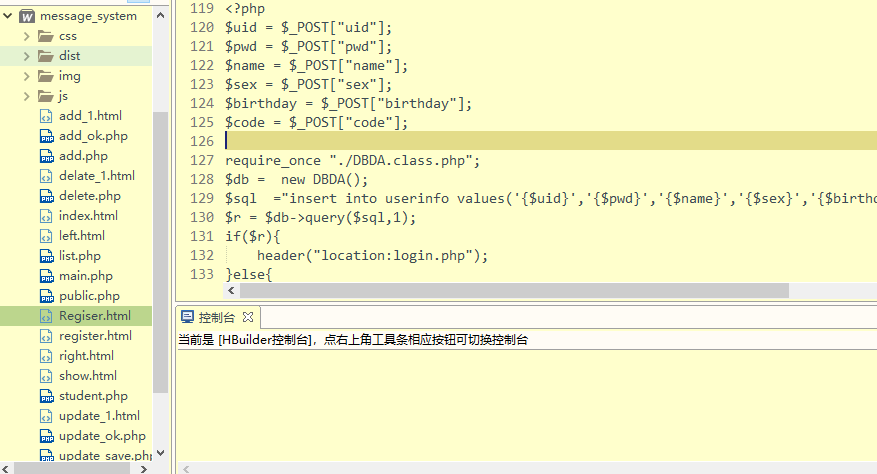 message_system
css
dist
img
js
add_1.html
add_ok.php
add.php
delate_1.html
delete.php
index.html
left.html
list.php
main.php
public.php
Regiser.html
register.html
right.html
show.html
student.php
update_1.html
update_ok.php
update_save.php
119 <?php
120 $uid = $_POST["uid"];
121 $pwd = $_POST["pwd"];
122 $name = $_POST["name"];
123 $sex = $_POST["sex"];
124 $birthday = $_POST["birthday"];
125 $code = $_POST["code"];
126
127 require_once "./DBDA.class.php";
128 $db =  new DBDA();
129 $sql  ="insert into userinfo values('{$uid}','{$pwd}','{$name}','{$sex}','{$birthd
130 $r = $db->query($sql,1);
131 if($r){
132     header("location:login.php");
133 }else{
控制台
当前是 [HBuilder控制台]，点右上角工具条相应按钮可切换控制台